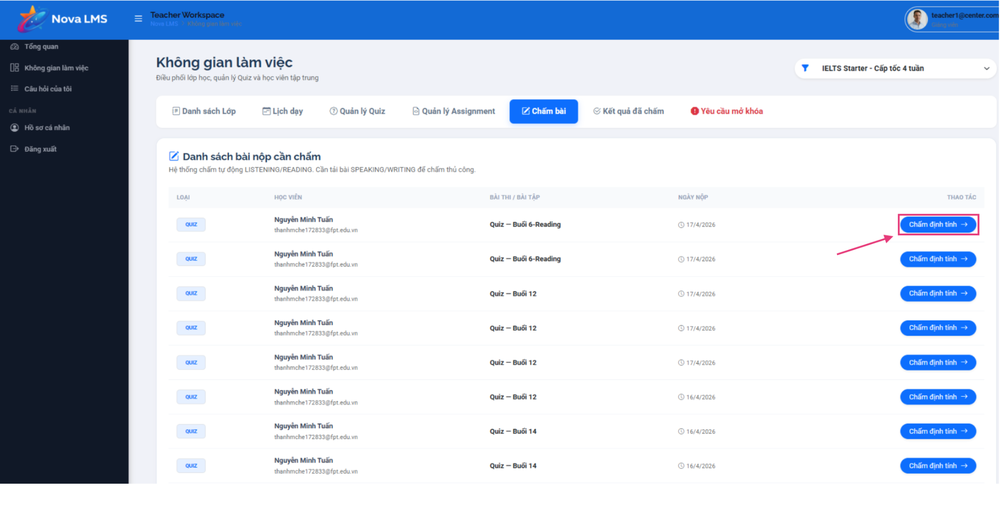 Nova LMS
Teacher Workspace
Nova LMS > Không gian làm việc
teacher1@center.com
Giảng viên
Tổng quan
Không gian làm việc
Câu hỏi của tôi
CÁ NHÂN
Hồ sơ cá nhân
Đăng xuất
Không gian làm việc
Điều phối lớp học, quản lý Quiz và học viên tập trung
IELTS Starter - Cấp tốc 4 tuần
Danh sách Lớp
Lịch dạy
Quản lý Quiz
Quản lý Assignment
Chấm bài
Kết quả đã chấm
Yêu cầu mở khóa
Danh sách bài nộp cần chấm
Hệ thống chấm tự động LISTENING/READING. Cần tải bài SPEAKING/WRITING để chấm thủ công.
LOẠI HỌC VIÊN BÀI THI / BÀI TẬP NGÀY NỘP THAO TÁC
QUIZ
Nguyễn Minh Tuấn
thanhmche172833@fpt.edu.vn
Quiz — Buổi 6-Reading
17/4/2026
Chấm định tính →
QUIZ
Nguyễn Minh Tuấn
thanhmche172833@fpt.edu.vn
Quiz — Buổi 6-Reading
17/4/2026
Chấm định tính →
QUIZ
Nguyễn Minh Tuấn
thanhmche172833@fpt.edu.vn
Quiz — Buổi 12
17/4/2026
Chấm định tính →
QUIZ
Nguyễn Minh Tuấn
thanhmche172833@fpt.edu.vn
Quiz — Buổi 12
17/4/2026
Chấm định tính →
QUIZ
Nguyễn Minh Tuấn
thanhmche172833@fpt.edu.vn
Quiz — Buổi 12
17/4/2026
Chấm định tính →
QUIZ
Nguyễn Minh Tuấn
thanhmche172833@fpt.edu.vn
Quiz — Buổi 12
16/4/2026
Chấm định tính →
QUIZ
Nguyễn Minh Tuấn
thanhmche172833@fpt.edu.vn
Quiz — Buổi 14
16/4/2026
Chấm định tính →
QUIZ
Nguyễn Minh Tuấn
thanhmche172833@fpt.edu.vn
Quiz — Buổi 14
16/4/2026
Chấm định tính →